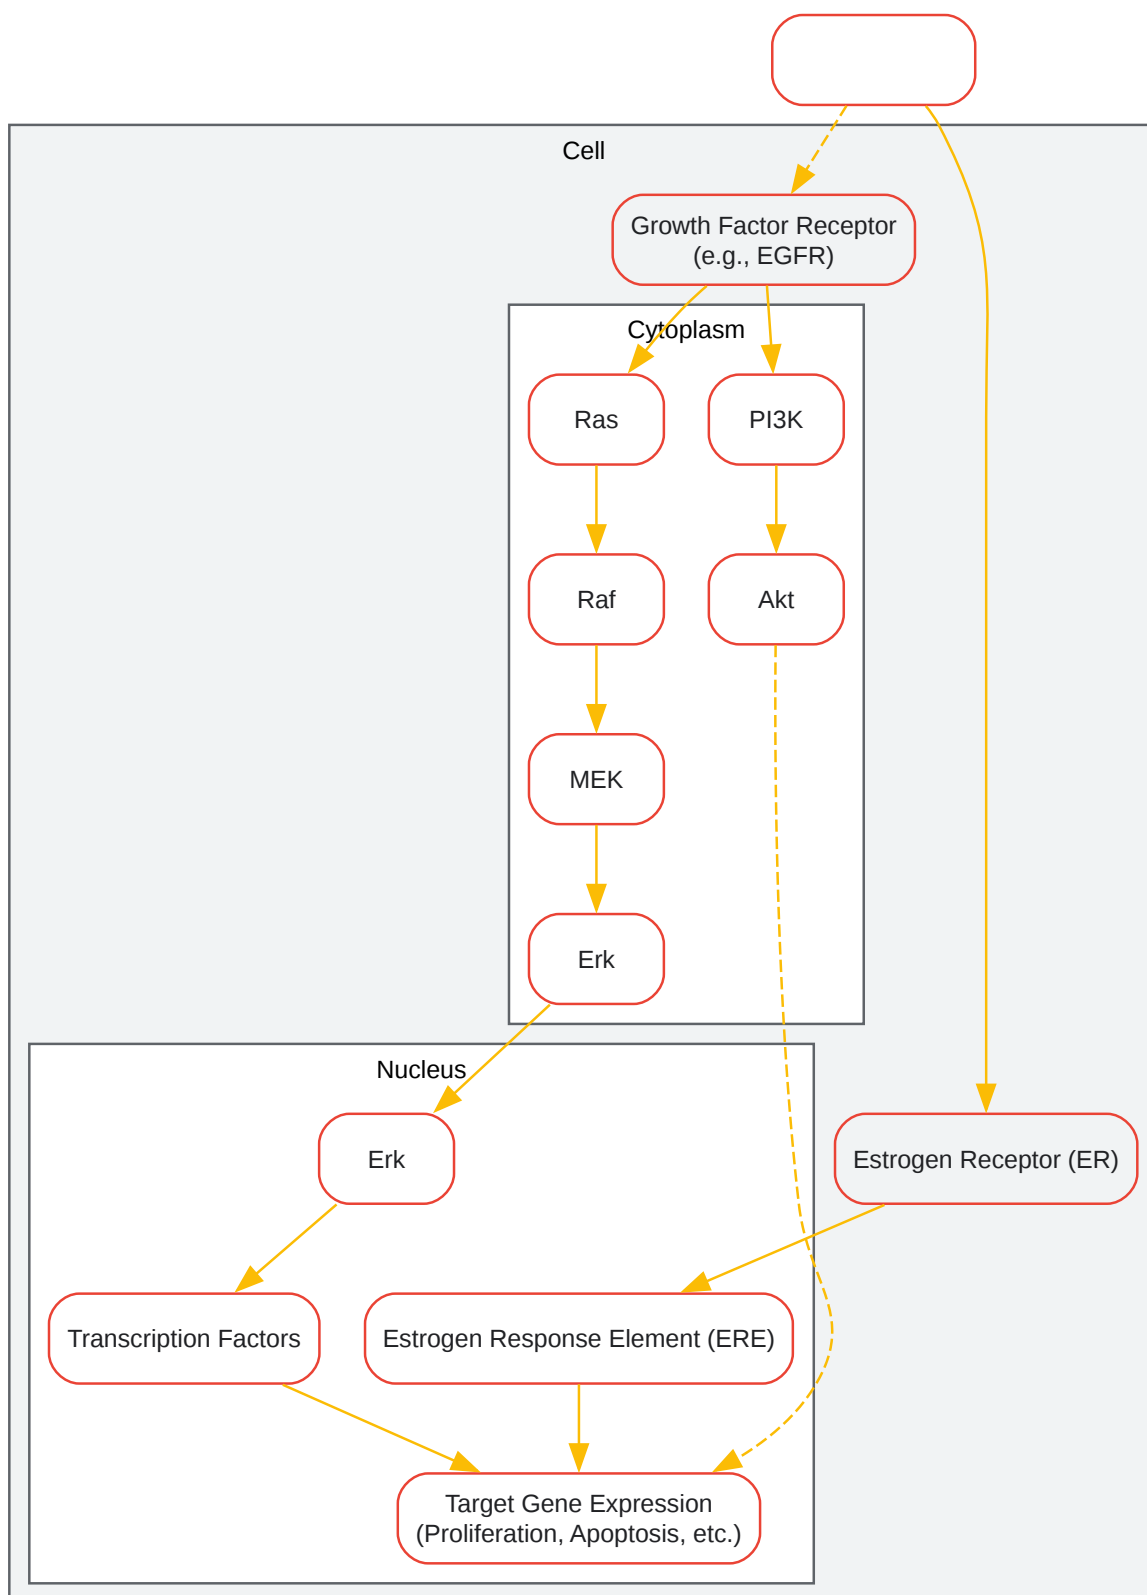 Cell
Growth Factor Receptor
(e.g., EGFR)
Cytoplasm
Ras
PI3K
Raf
Akt
MEK
Erk
Nucleus
Erk
Estrogen Receptor (ER)
Transcription Factors
Estrogen Response Element (ERE)
Target Gene Expression
(Proliferation, Apoptosis, etc.)